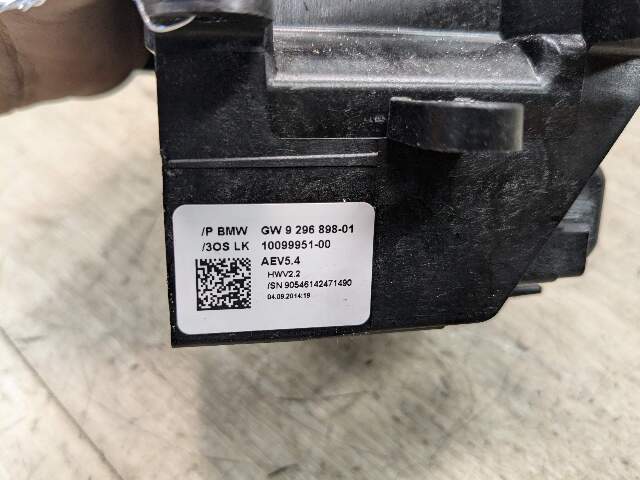 /P BMW GW 9 296 898-01
/3OS LK 10099951-00
AEV5.4
HWV2.2
/SN 90546142471490
04.09.2014:19